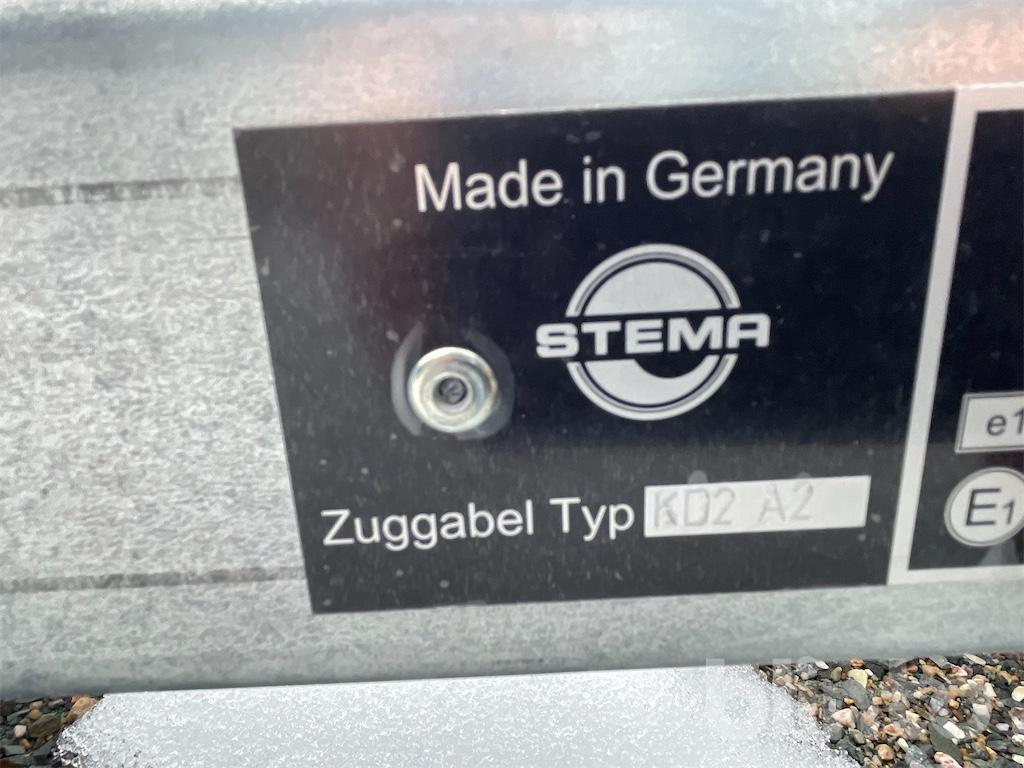 Made in Germany
STEMA
Zuggabel Typ KD2 A2
e1
E1